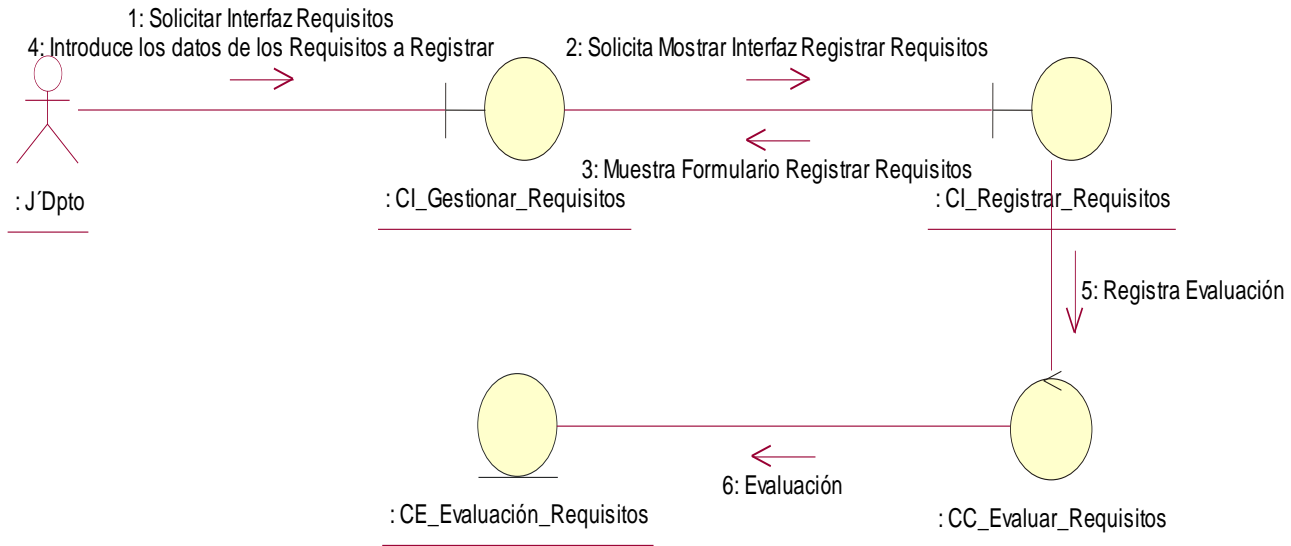 1: Solicitar Interfaz Requisitos
4: Introduce los datos de los Requisitos a Registrar
2: Solicita Mostrar Interfaz Registrar Requisitos
3: Muestra Formulario Registrar Requisitos
: J´Dpto
: CI_Gestionar_Requisitos
: CI_Registrar_Requisitos
5: Registra Evaluación
6: Evaluación
: CE_Evaluación_Requisitos
: CC_Evaluar_Requisitos